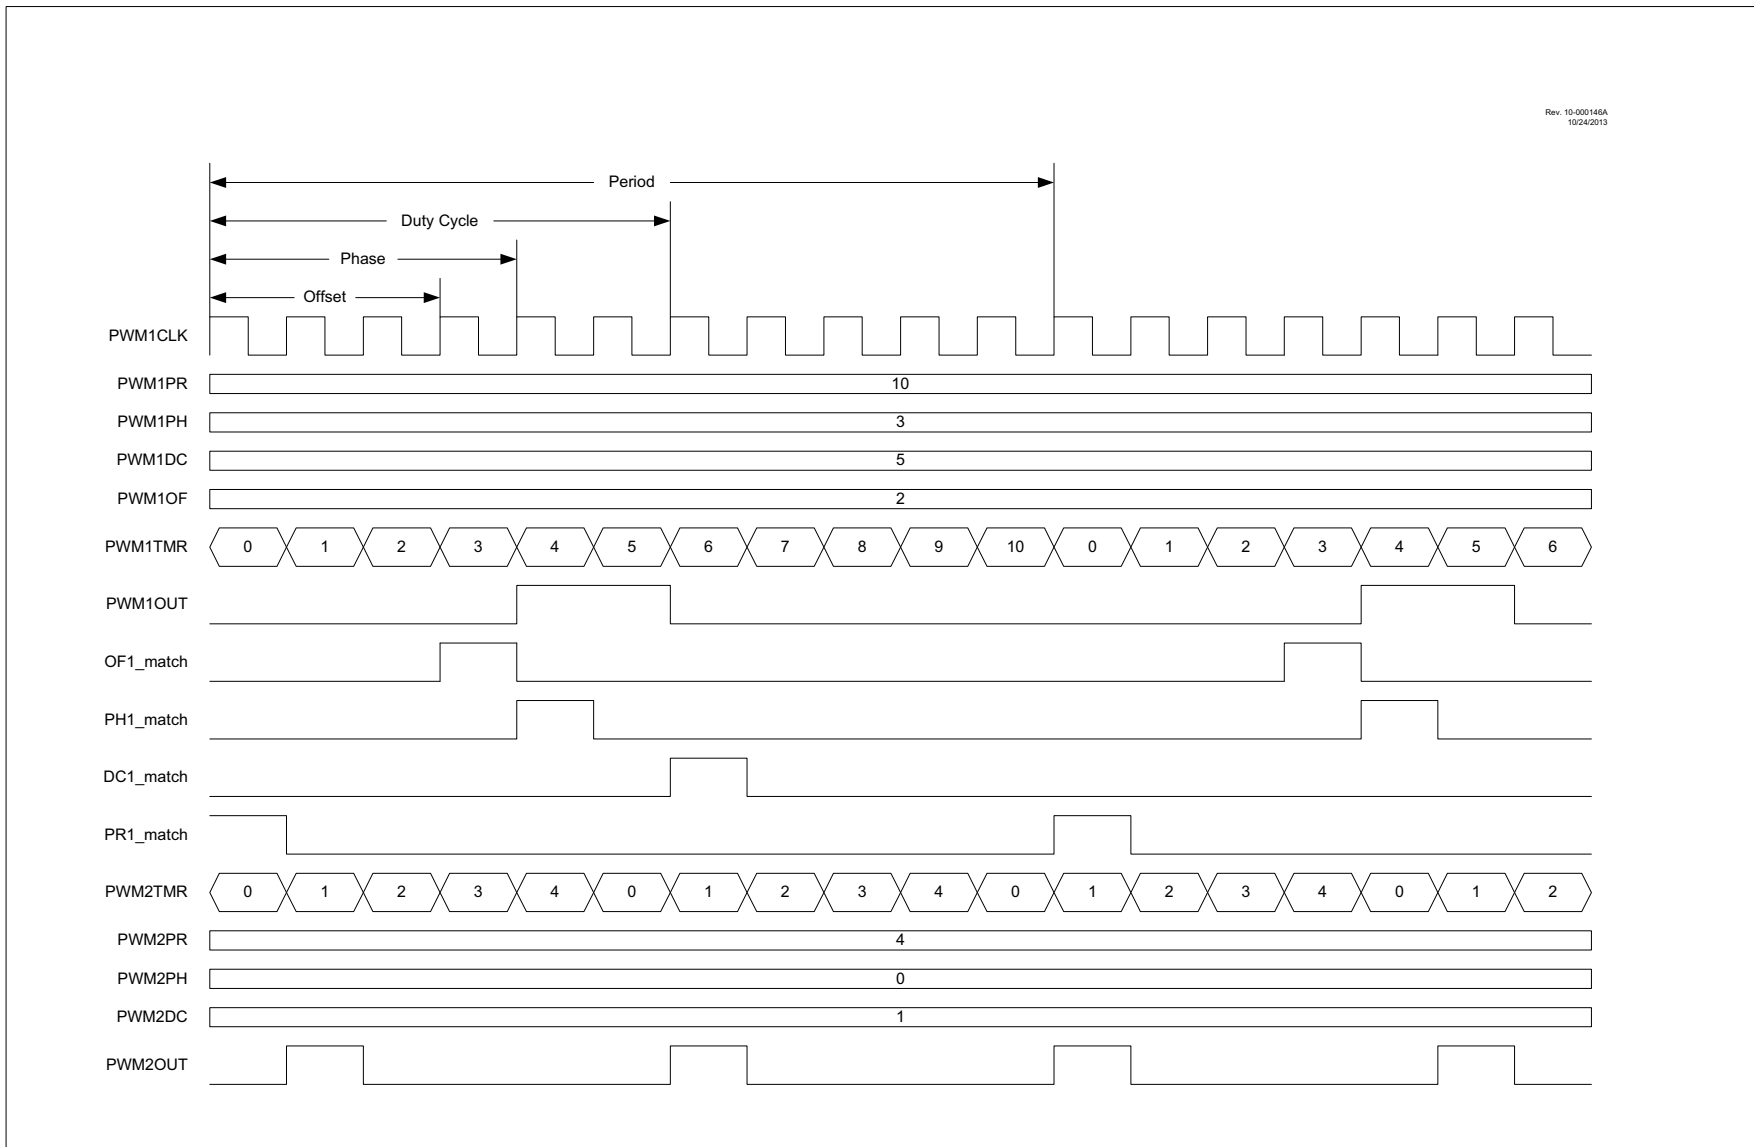 Rev. 10-000146A
10/24/2013
Period
Duty Cycle
Phase
Offset
PWM1CLK
PWM1PR 10
PWM1PH 3
PWM1DC 5
PWM1OF 2
PWM1TMR 0 1 2 3 4 5 6 7 8 9 10 0 1 2 3 4 5 6
PWM1OUT
OF1_match
PH1_match
DC1_match
PR1_match
PWM2TMR 0 1 2 3 4 0 1 2 3 4 0 1 2 3 4 0 1 2
PWM2PR 4
PWM2PH 0
PWM2DC 1
PWM2OUT